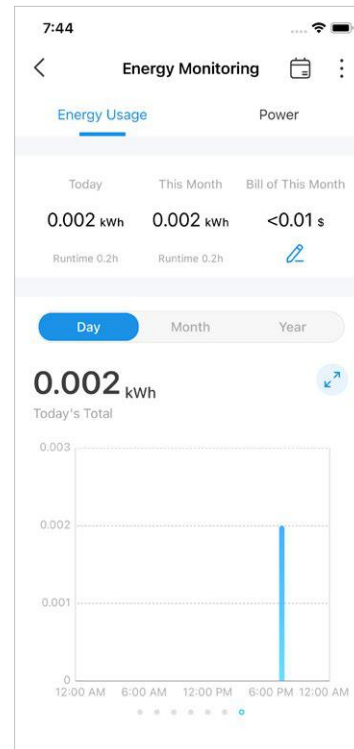 7:44
Energy Monitoring
Energy Usage Power
Today This Month Bill of This Month
0.002 kWh 0.002 kWh <0.01 $
Runtime 0.2h Runtime 0.2h
Day Month Year
0.002 kWh
Today's Total
0.003
0.002
0.001
0
12:00 AM 6:00 AM 12:00 PM 6:00 PM 12:00 AM